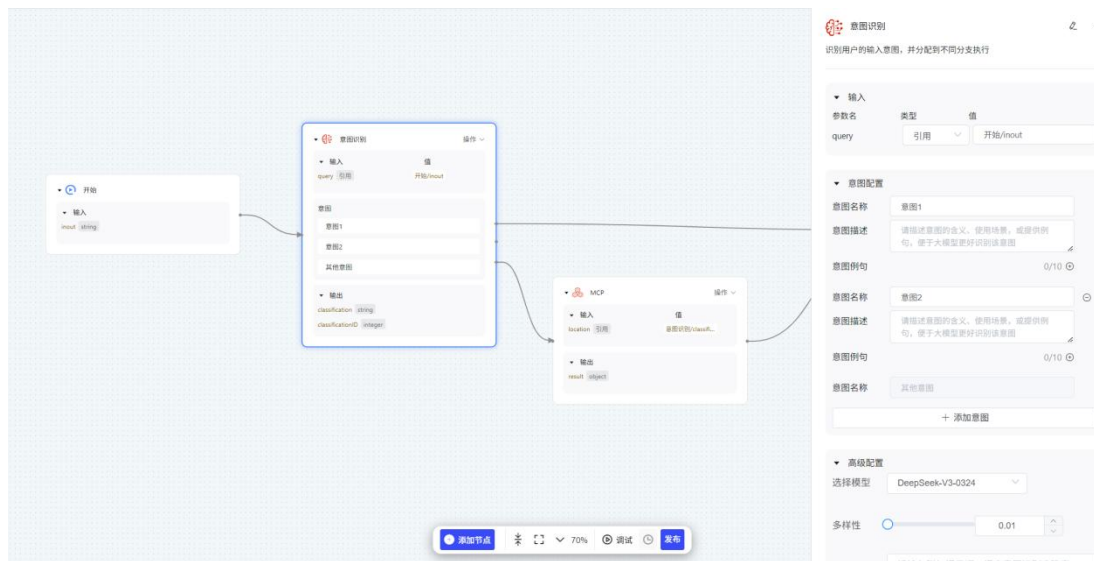 开始
输入
inout string
意图识别
操作
输入 值
query 引用 开始/inout
意图
意图1
意图2
其他意图
输出
classification string
classificationID integer
MCP
操作
输入 值
location 引用 意图识别/classifi...
输出
result object
添加节点
70%
调试
发布
意图识别
识别用户的输入意图，并分配到不同分支执行
输入
参数名 类型 值
query 引用 开始/inout
意图配置
意图名称 意图1
意图描述 请描述意图的含义、使用场景，或提供例
句，便于大模型更好识别该意图
意图例句 0/10
意图名称 意图2
意图描述 请描述意图的含义、使用场景，或提供例
句，便于大模型更好识别该意图
意图例句 0/10
意图名称 其他意图
+ 添加意图
高级配置
选择模型 DeepSeek-V3-0324
多样性 0.01